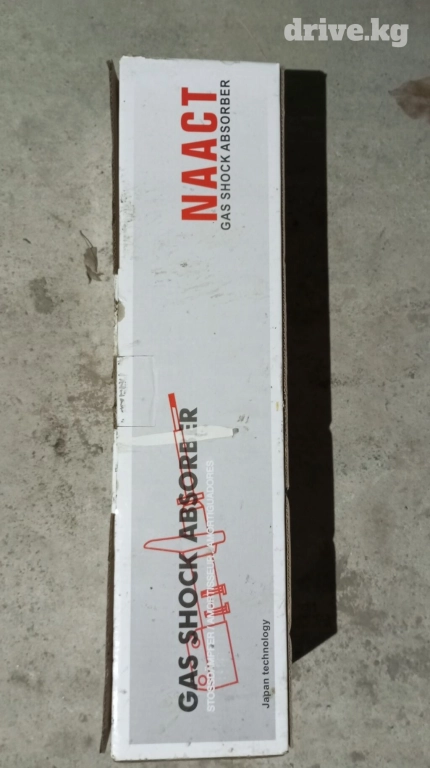 drive.kg
NAACT
GAS SHOCK ABSORBER
GAS SHOCK ABSORBER
Japan technology